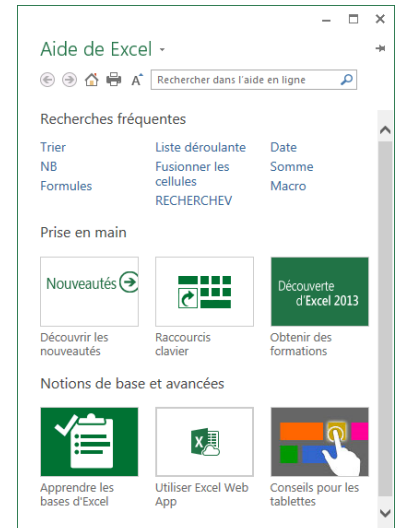 Aide de Excel
Rechercher dans l'aide en ligne
Recherches fréquentes
Trier
NB
Formules
Liste déroulante
Fusionner les
cellules
RECHERCHEV
Date
Somme
Macro
Prise en main
Nouveautés
Découverte
d'Excel 2013
Découvrir les
nouveautés
Raccourcis
clavier
Obtenir des
formations
Notions de base et avancées
Apprendre les
bases d'Excel
Utiliser Excel Web
App
Conseils pour les
tablettes